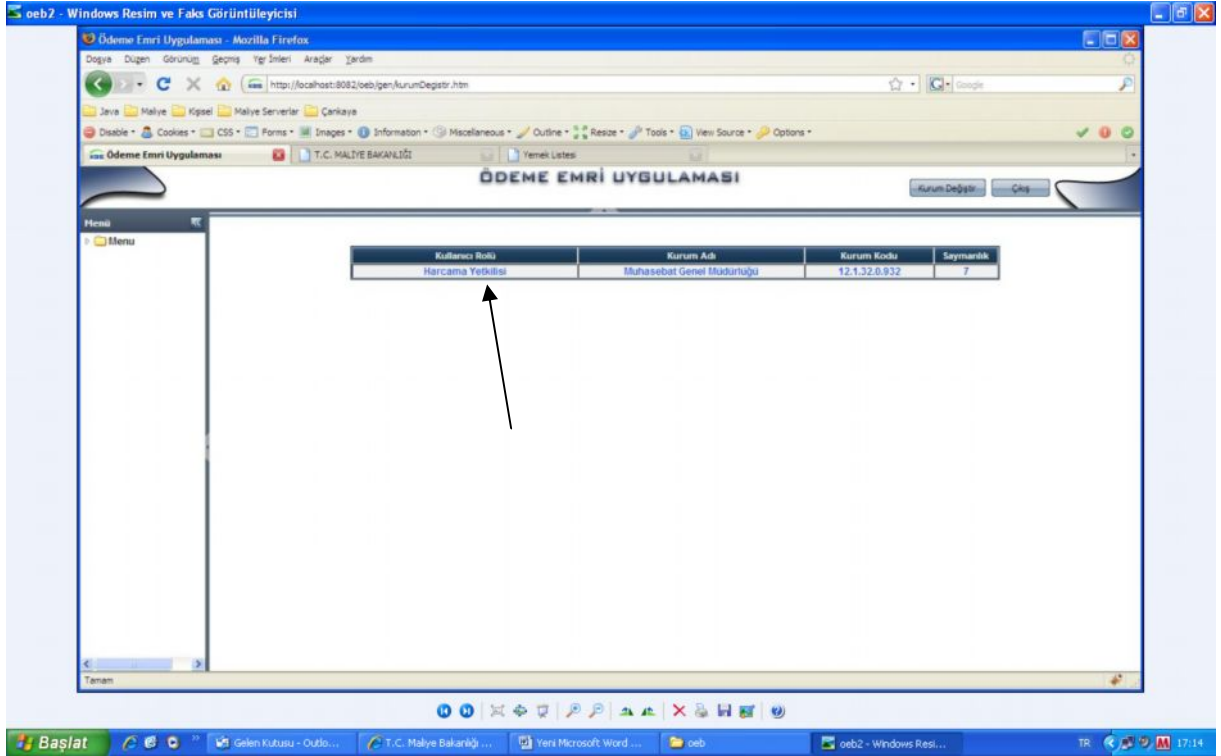 oeb2 - Windows Resim ve Faks Görüntüleyicisi
Ödeme Emri Uygulaması - Mozilla Firefox
Dosya Düzen Görünüm Geçmiş Yer İmleri Araçlar Yardım
http://localhost:8082/oeb/gen/kurumDegistir.htm
Google
Java Maliye Kişisel Maliye Serverlar Çankaya
Disable Cookies CSS Forms Images Information Miscellaneous Outline Resize Tools View Source Options
Ödeme Emri Uygulaması T.C. MALİYE BAKANLIĞI Yemek Listesi
ÖDEME EMRİ UYGULAMASI
Kurum Değiştir Çıkış
Menü
Menu
Kullanıcı Rolü Kurum Adı Kurum Kodu Saymanlık
Harcama Yetkilisi Muhasebat Genel Müdürlüğü 12.1.32.0.932 7
Tamam
Başlat Gelen Kutusu - Outlo... T.C. Maliye Bakanlığı ... Yeni Microsoft Word ... oeb oeb2 - Windows Resi... TR 17:14